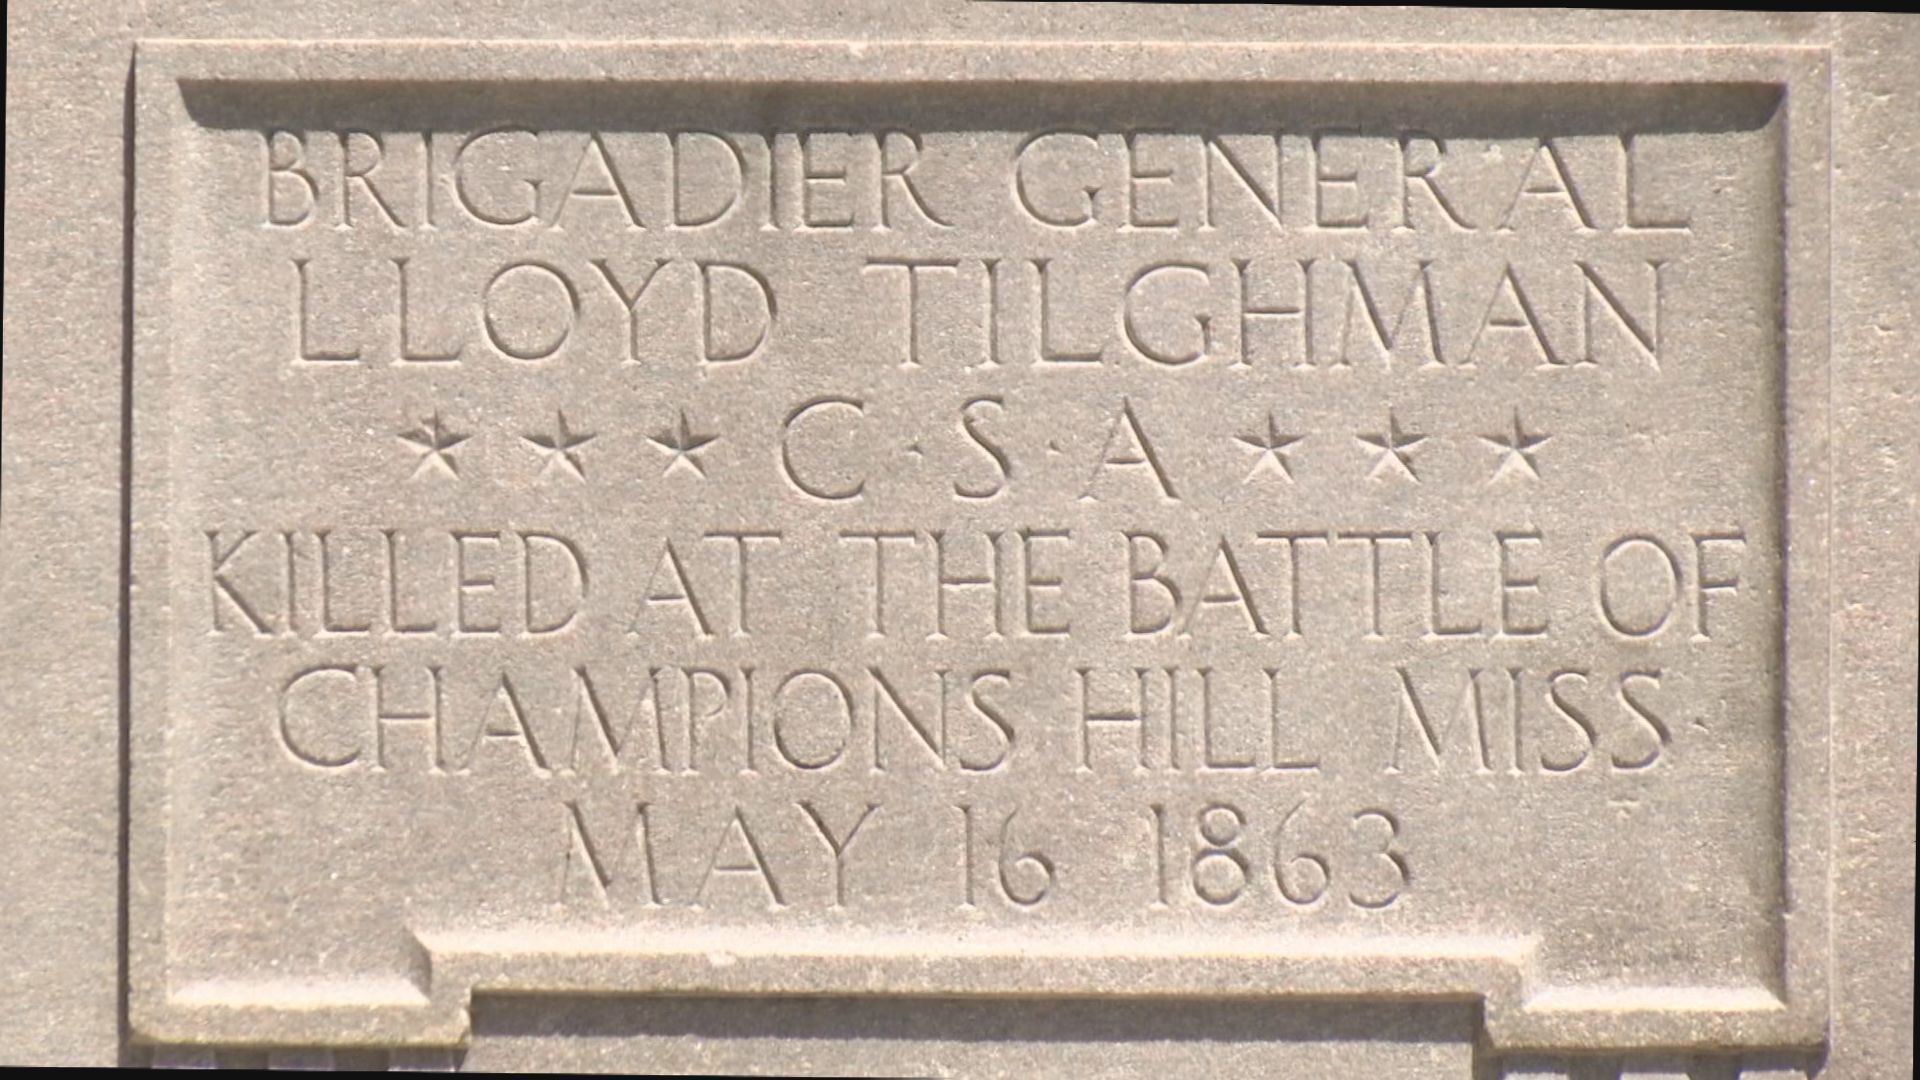 BRIGADIER GENERAL
LLOYD TILGHMAN
★ ★ ★ C · S · A ★ ★ ★
KILLED AT THE BATTLE OF
CHAMPIONS HILL MISS·
MAY 16 1863